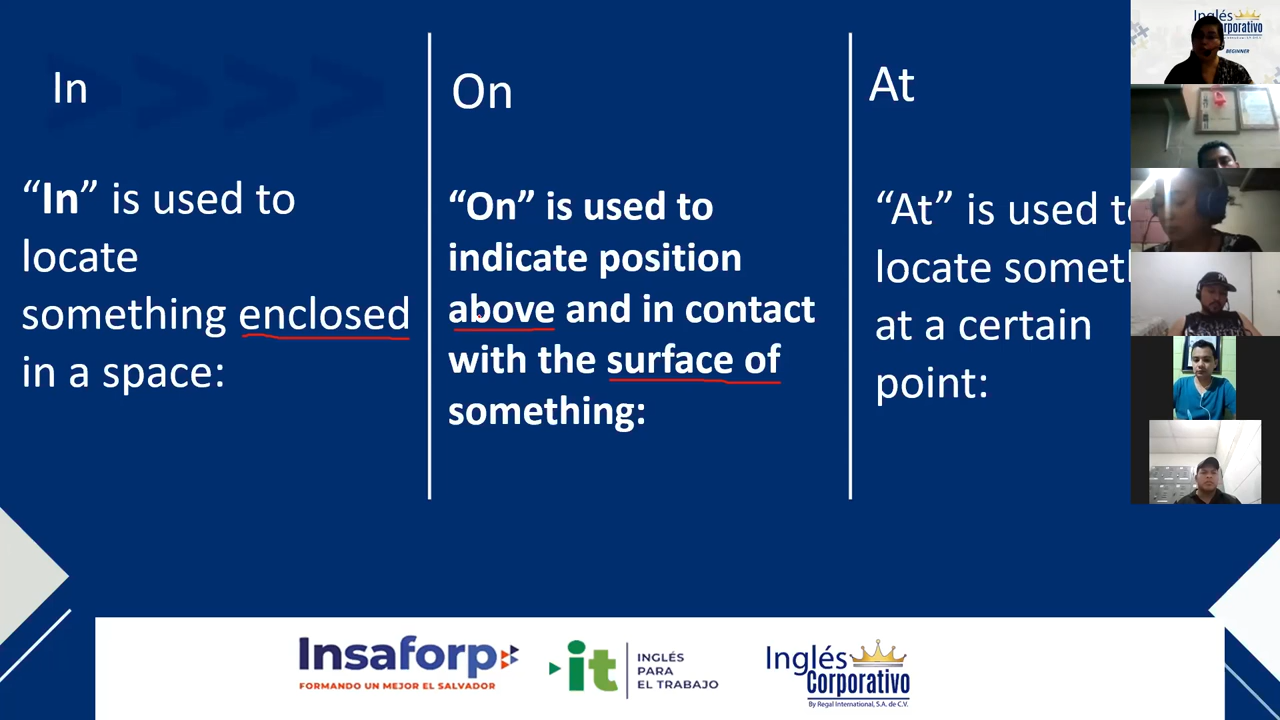 In
“In” is used to
locate
something enclosed
in a space:
On
“On” is used to
indicate position
above and in contact
with the surface of
something:
At
“At” is used to
locate somet
at a certain
point:
Inglés
Corporativo
BEGINNER
Insaforp
FORMANDO UN MEJOR EL SALVADOR
it
INGLÉS
PARA
EL TRABAJO
Inglés
Corporativo
By Regal International, S.A. de C.V.